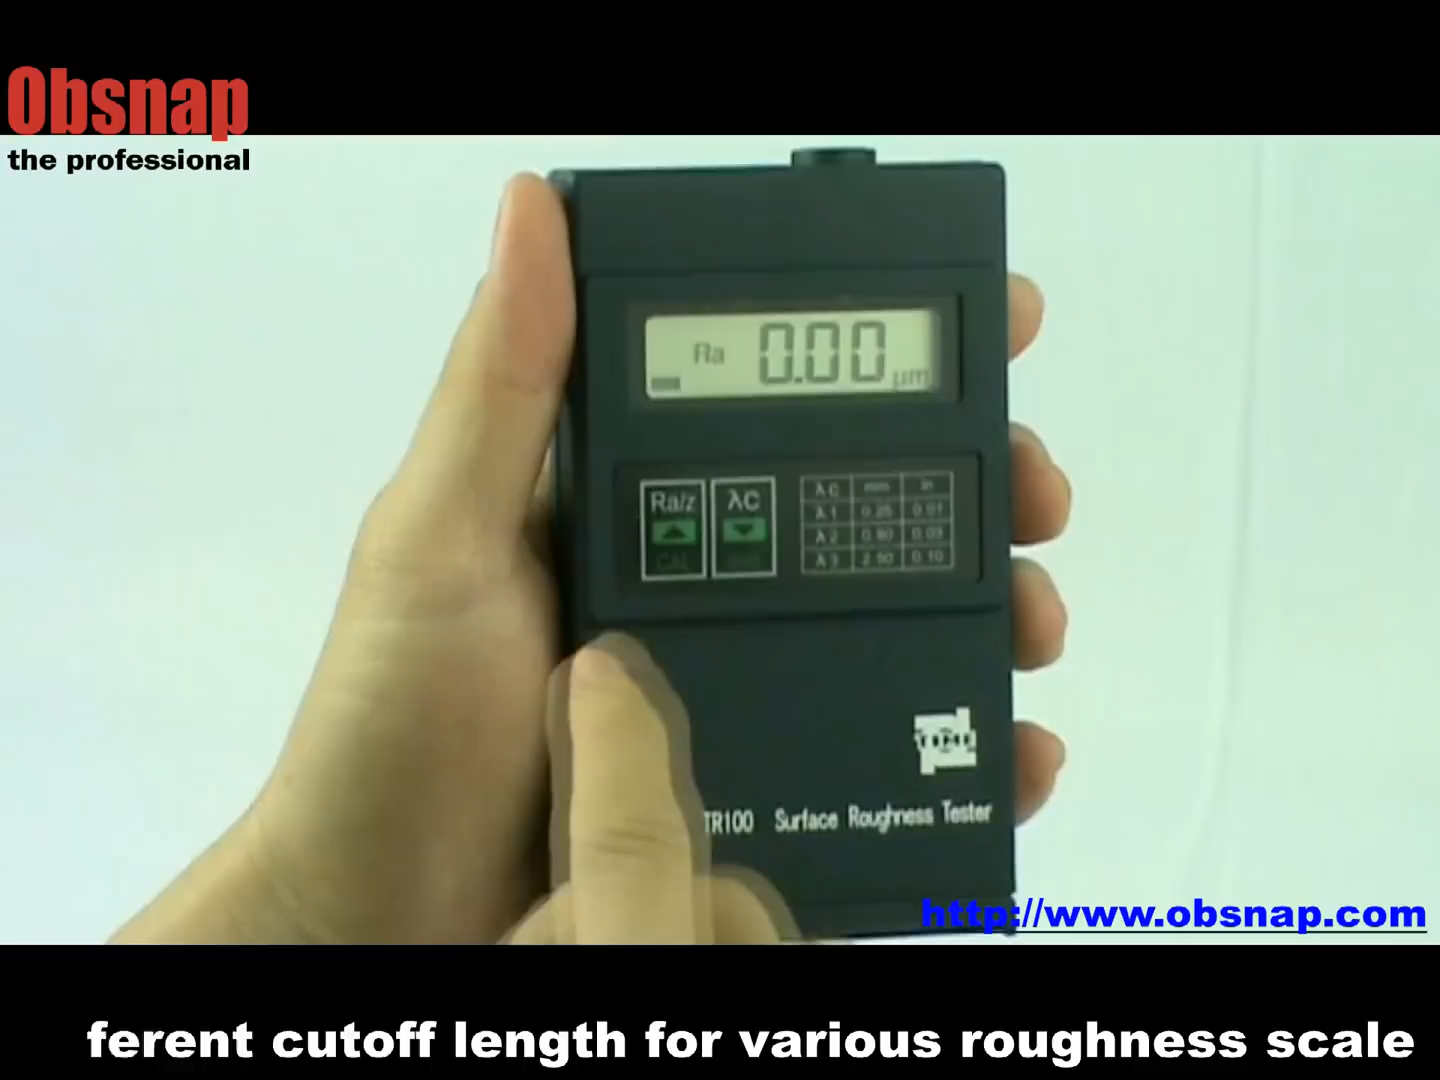 Obsnap
the professional
Ra 0.00 µm
Ra/z λC
CAL
λC mm in
λ1 0.25 0.01
λ2 0.80 0.03
λ3 2.50 0.10
TIME
TR100 Surface Roughness Tester
http://www.obsnap.com
ferent cutoff length for various roughness scale